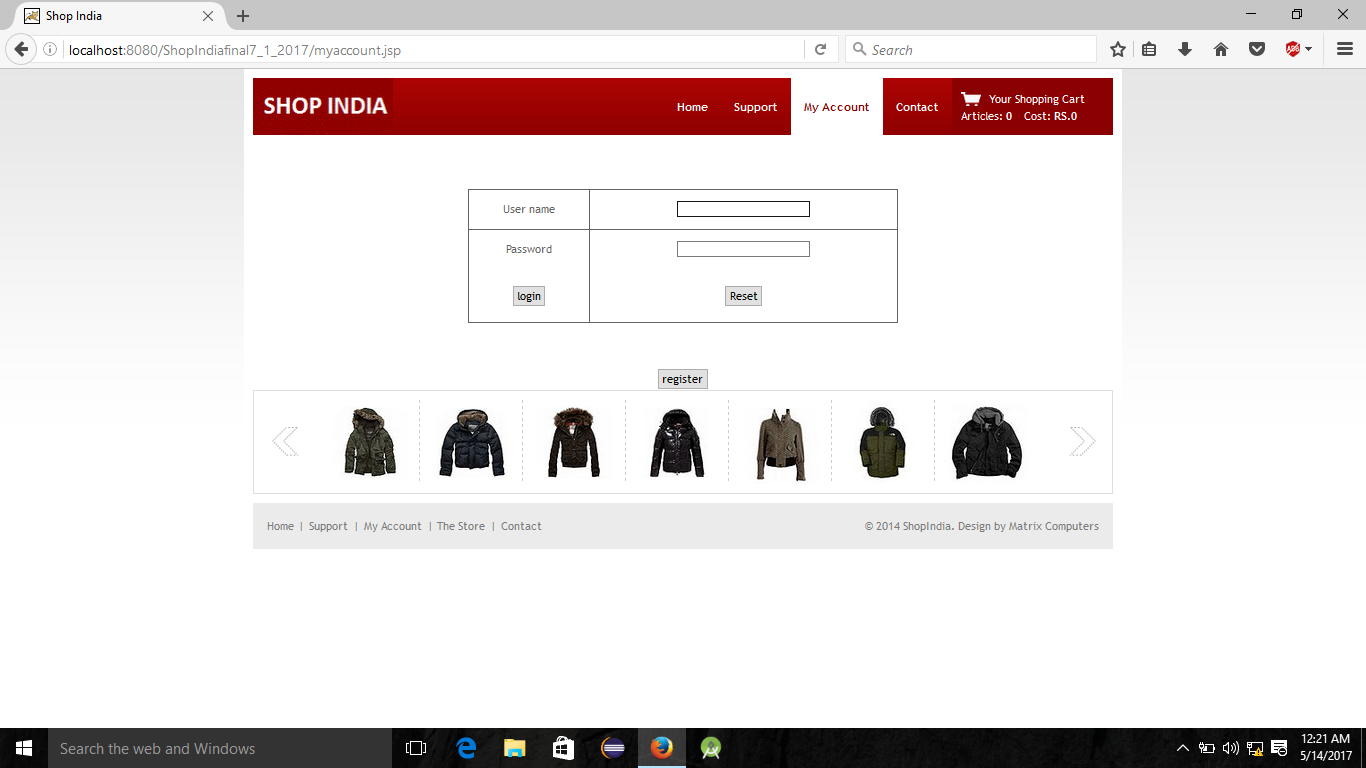 Shop India
localhost:8080/ShopIndiafinal7_1_2017/myaccount.jsp
Search
ABP
SHOP INDIA
Home
Support
My Account
Contact
Your Shopping Cart
Articles: 0 Cost: RS.0
User name
Password
login
Reset
register
Home | Support | My Account | The Store | Contact
© 2014 ShopIndia. Design by Matrix Computers
Search the web and Windows
12:21 AM
5/14/2017